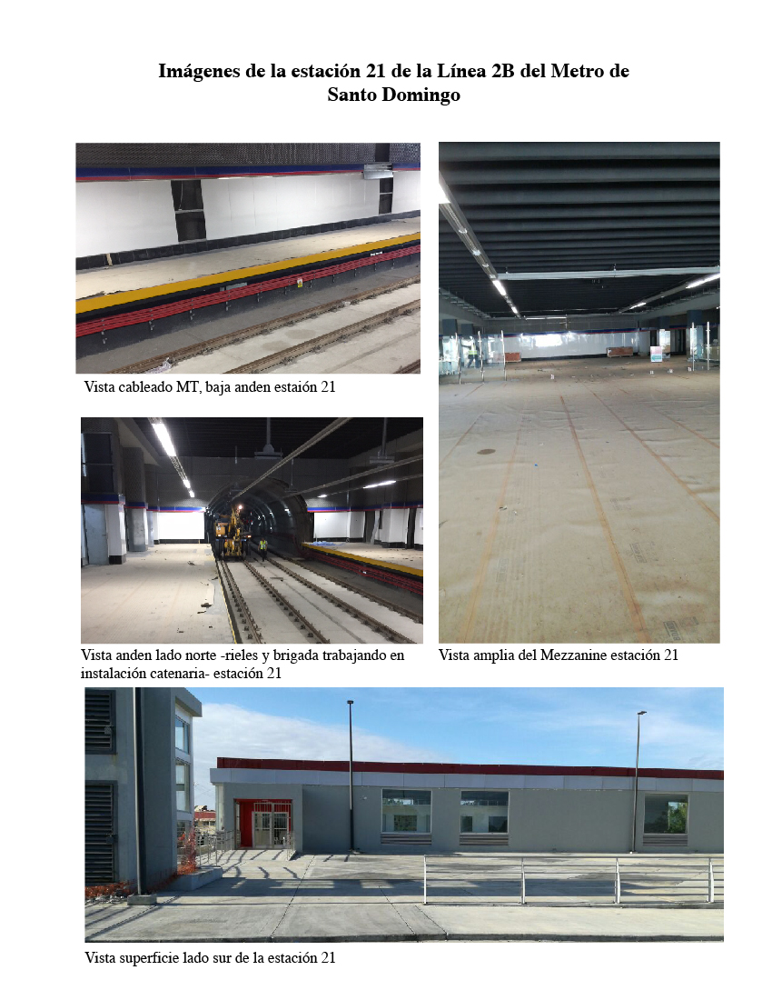 Imágenes de la estación 21 de la Línea 2B del Metro de
Santo Domingo
Vista cableado MT, baja anden estaión 21
Vista anden lado norte -rieles y brigada trabajando en
instalación catenaria- estación 21
Vista amplia del Mezzanine estación 21
Vista superficie lado sur de la estación 21